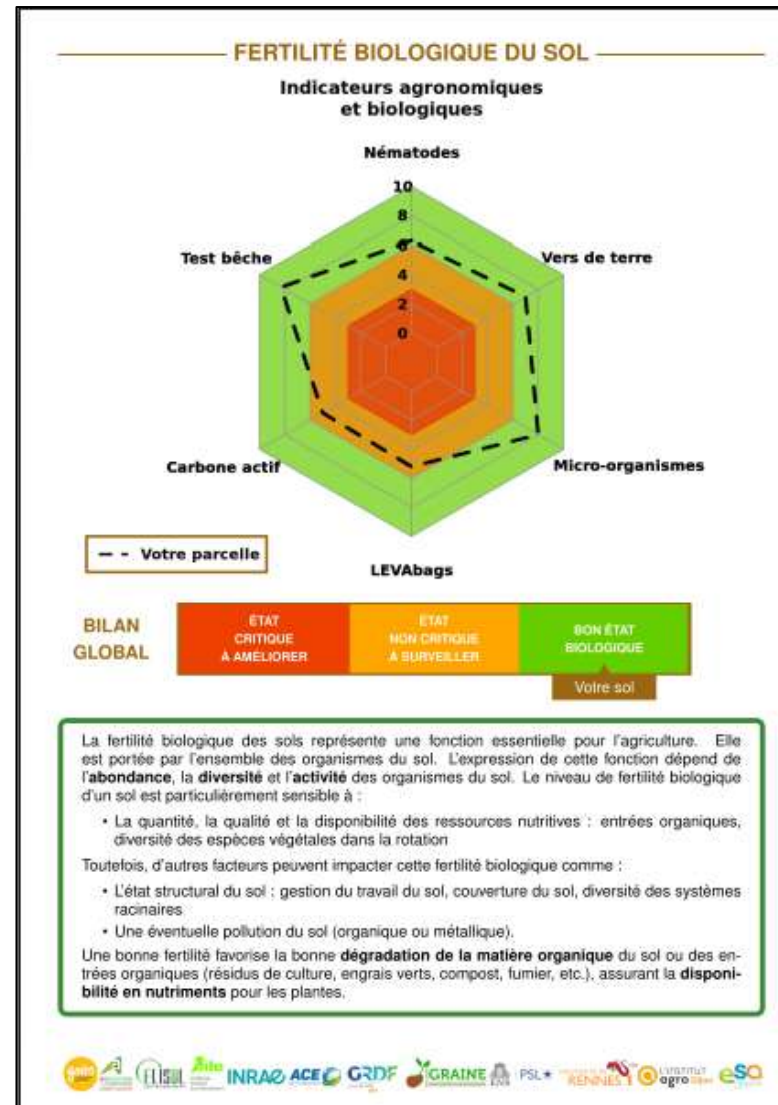 FERTILITÉ BIOLOGIQUE DU SOL
Indicateurs agronomiques
et biologiques
Nématodes
10
8
6
4
2
0
Test bêche
Vers de terre
Carbone actif
Micro-organismes
LEVAbags
Votre parcelle
BILAN
GLOBAL
ÉTAT
CRITIQUE
À AMÉLIORER
ÉTAT
NON CRITIQUE
À SURVEILLER
BON ÉTAT
BIOLOGIQUE
Votre sol
La fertilité biologique des sols représente une fonction essentielle pour l'agriculture. Elle
est portée par l'ensemble des organismes du sol. L'expression de cette fonction dépend de
l'abondance, la diversité et l'activité des organismes du sol. Le niveau de fertilité biologique
d'un sol est particulièrement sensible à :
• La quantité, la qualité et la disponibilité des ressources nutritives : entrées organiques,
diversité des espèces végétales dans la rotation
Toutefois, d'autres facteurs peuvent impacter cette fertilité biologique comme :
• L'état structural du sol : gestion du travail du sol, couverture du sol, diversité des systèmes
racinaires
• Une éventuelle pollution du sol (organique ou métallique).
Une bonne fertilité favorise la bonne dégradation de la matière organique du sol ou des en-
trées organiques (résidus de culture, engrais verts, compost, fumier, etc.), assurant la disponi-
bilité en nutriments pour les plantes.
ELISOL
INRAE
ACE
GRDF
GRAINE
PSL
RENNES
L'INSTITUT
agro
esa